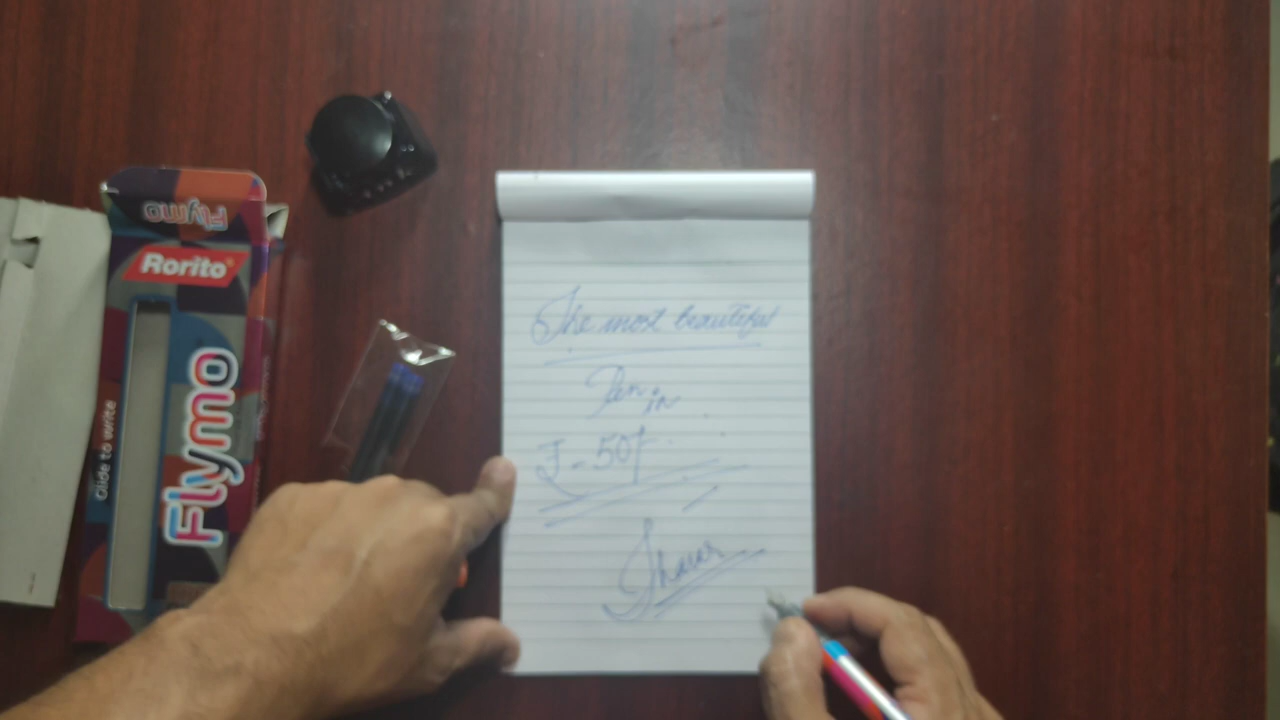 Flymo
Rorito
Flymo
Glide to write
The most beautiful
Pen in
₹-50/-